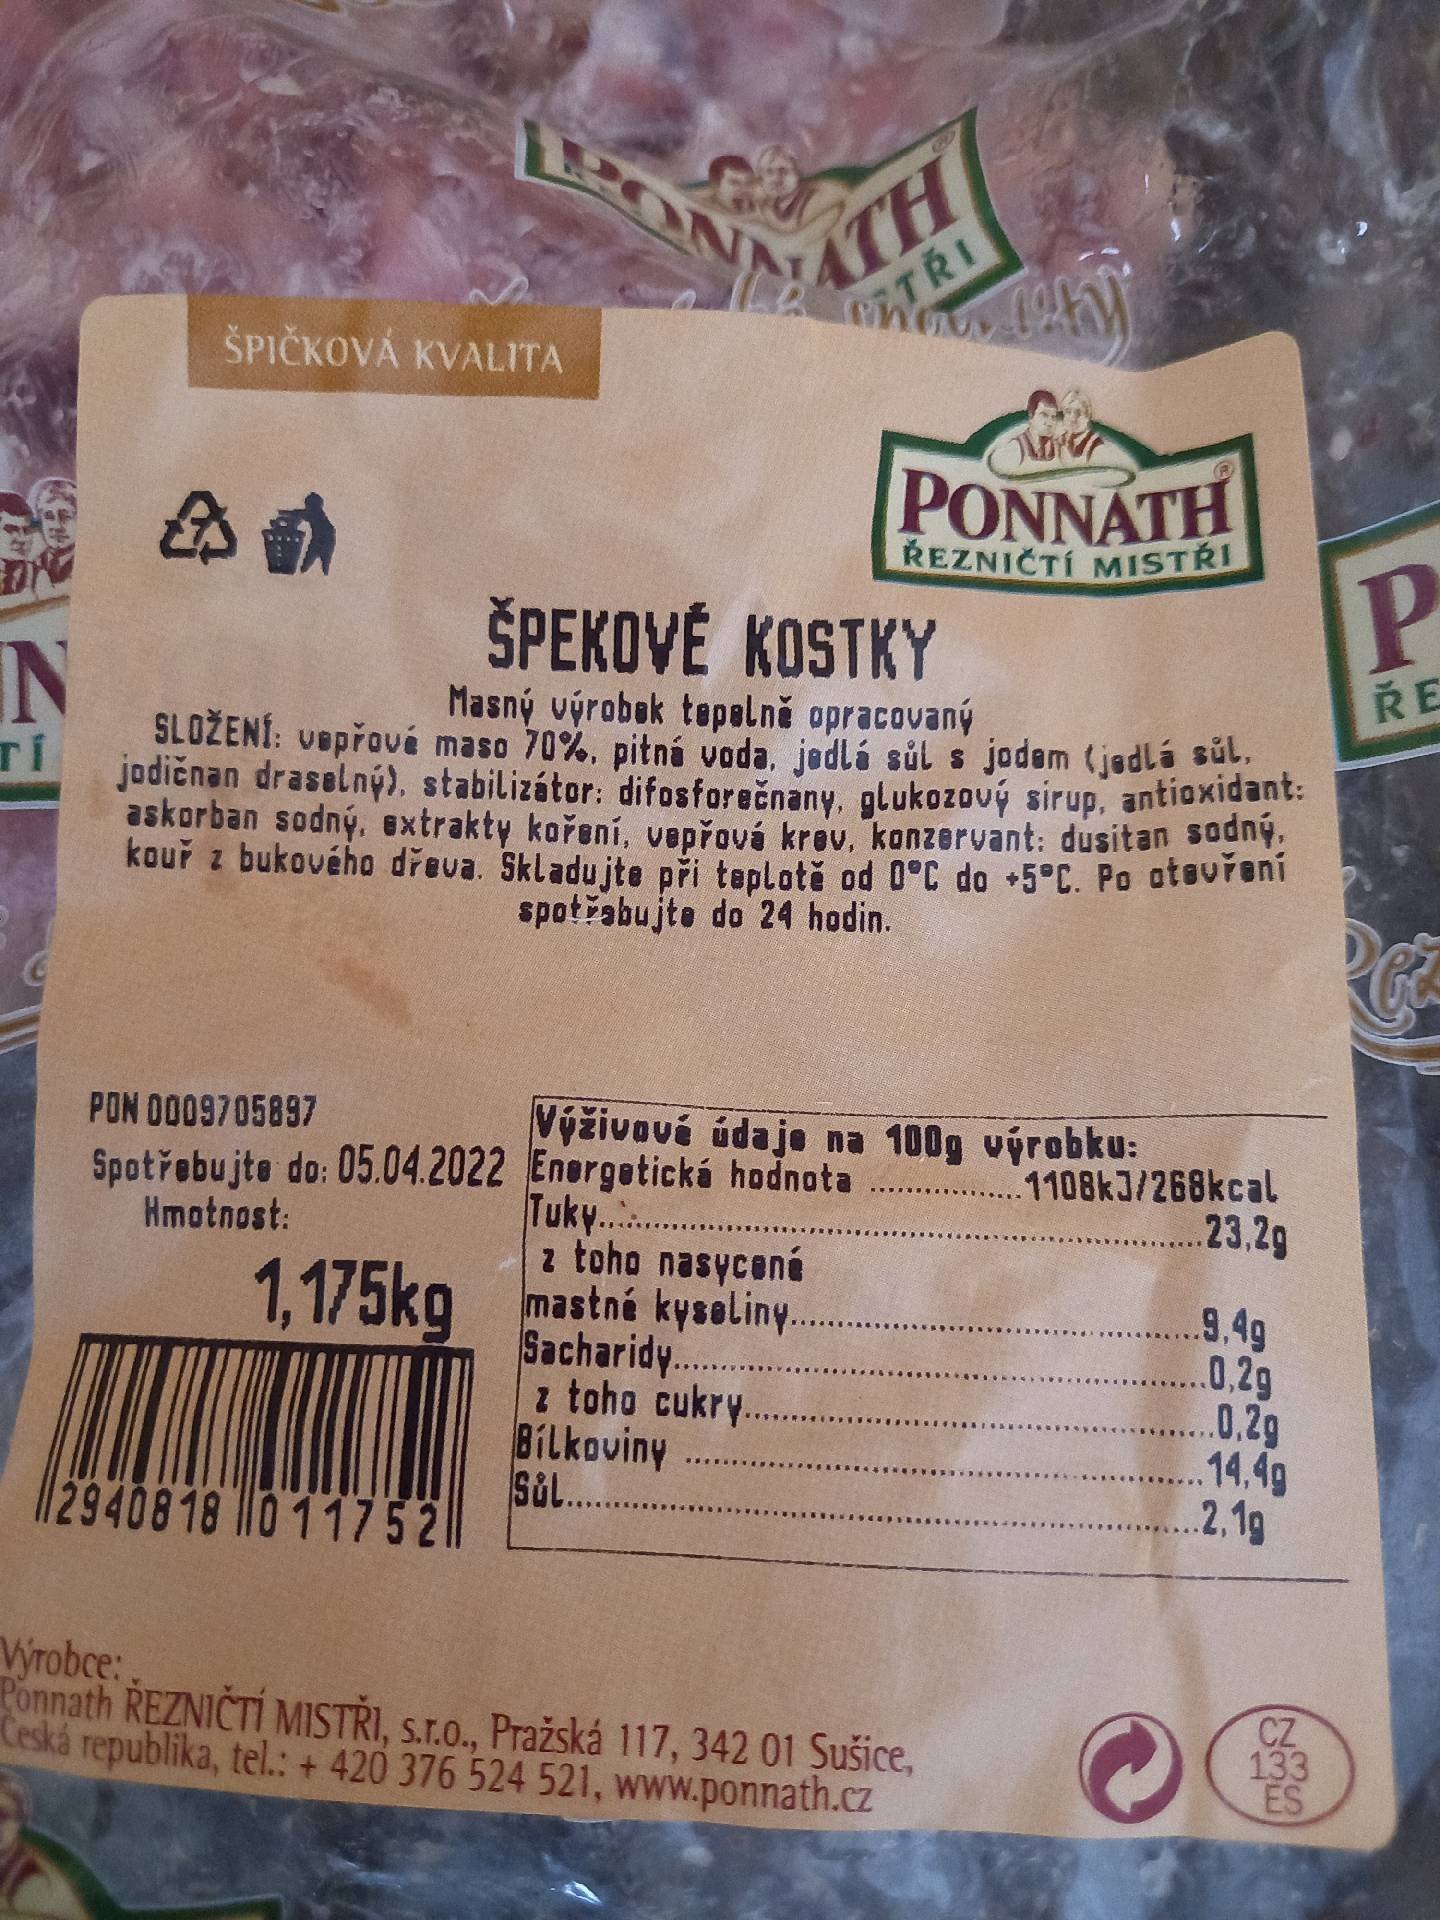 PONNATH
ŠPIČKOVÁ KVALITA
PONNATH®
ŘEZNIČTÍ MISTŘI
7
ŠPEKOVÉ KOSTKY
Masný výrobek tepelně opracovaný
SLOŽENÍ: vepřové maso 70%, pitná voda, jedlá sůl s jodem (jedlá sůl,
jodičnan draselný), stabilizátor: difosforečnany, glukozový sirup, antioxidant:
askorban sodný, extrakty koření, vepřová krev, konzervant: dusitan sodný,
kouř z bukového dřeva. Skladujte při teplotě od 0°C do +5°C. Po otevření
spotřebujte do 24 hodin.
PON 0009705897
Spotřebujte do: 05.04.2022
Hmotnost:
1,175kg
2940818 011752
Výživové údaje na 100g výrobku:
Energetická hodnota ................1108kJ/268kcal
Tuky................................23,2g
z toho nasycené
mastné kyseliny................................9,4g
Sacharidy................................0,2g
z toho cukry................................0,2g
Bílkoviny ................................14,4g
Sůl................................2,1g
Výrobce:
Ponnath ŘEZNIČTÍ MISTŘI, s.r.o., Pražská 117, 342 01 Sušice,
Česká republika, tel.: + 420 376 524 521, www.ponnath.cz
CZ
133
ES